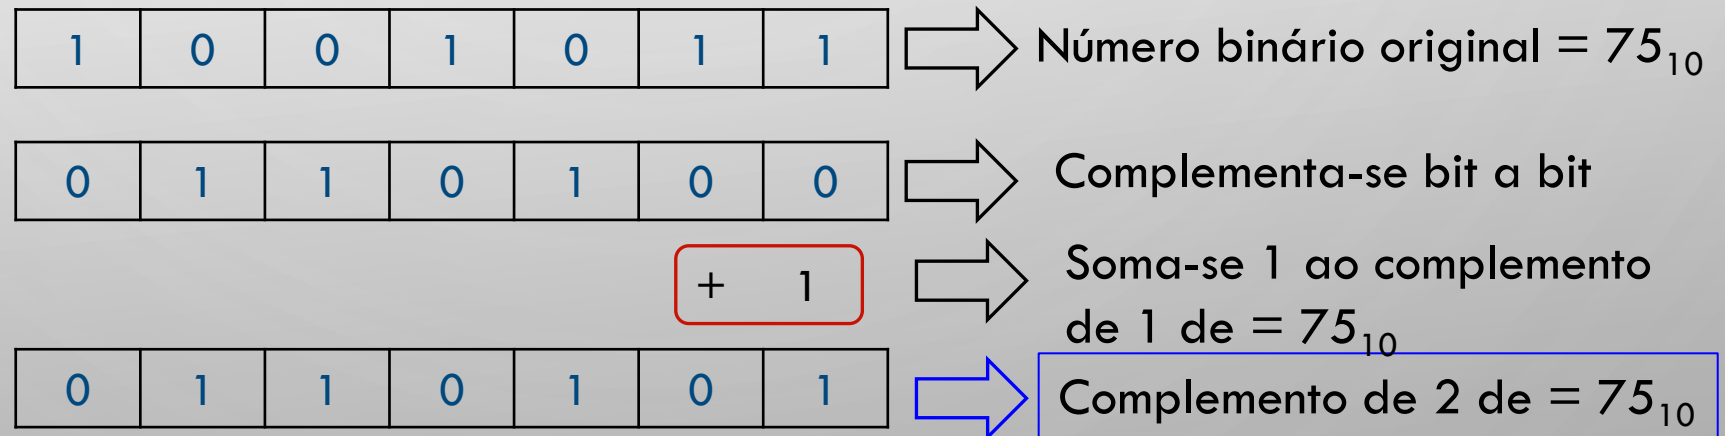 1 0 0 1 0 1 1 Número binário original = 75₁₀
0 1 1 0 1 0 0 Complementa-se bit a bit
+ 1 Soma-se 1 ao complemento
de 1 de = 75₁₀
0 1 1 0 1 0 1 Complemento de 2 de = 75₁₀